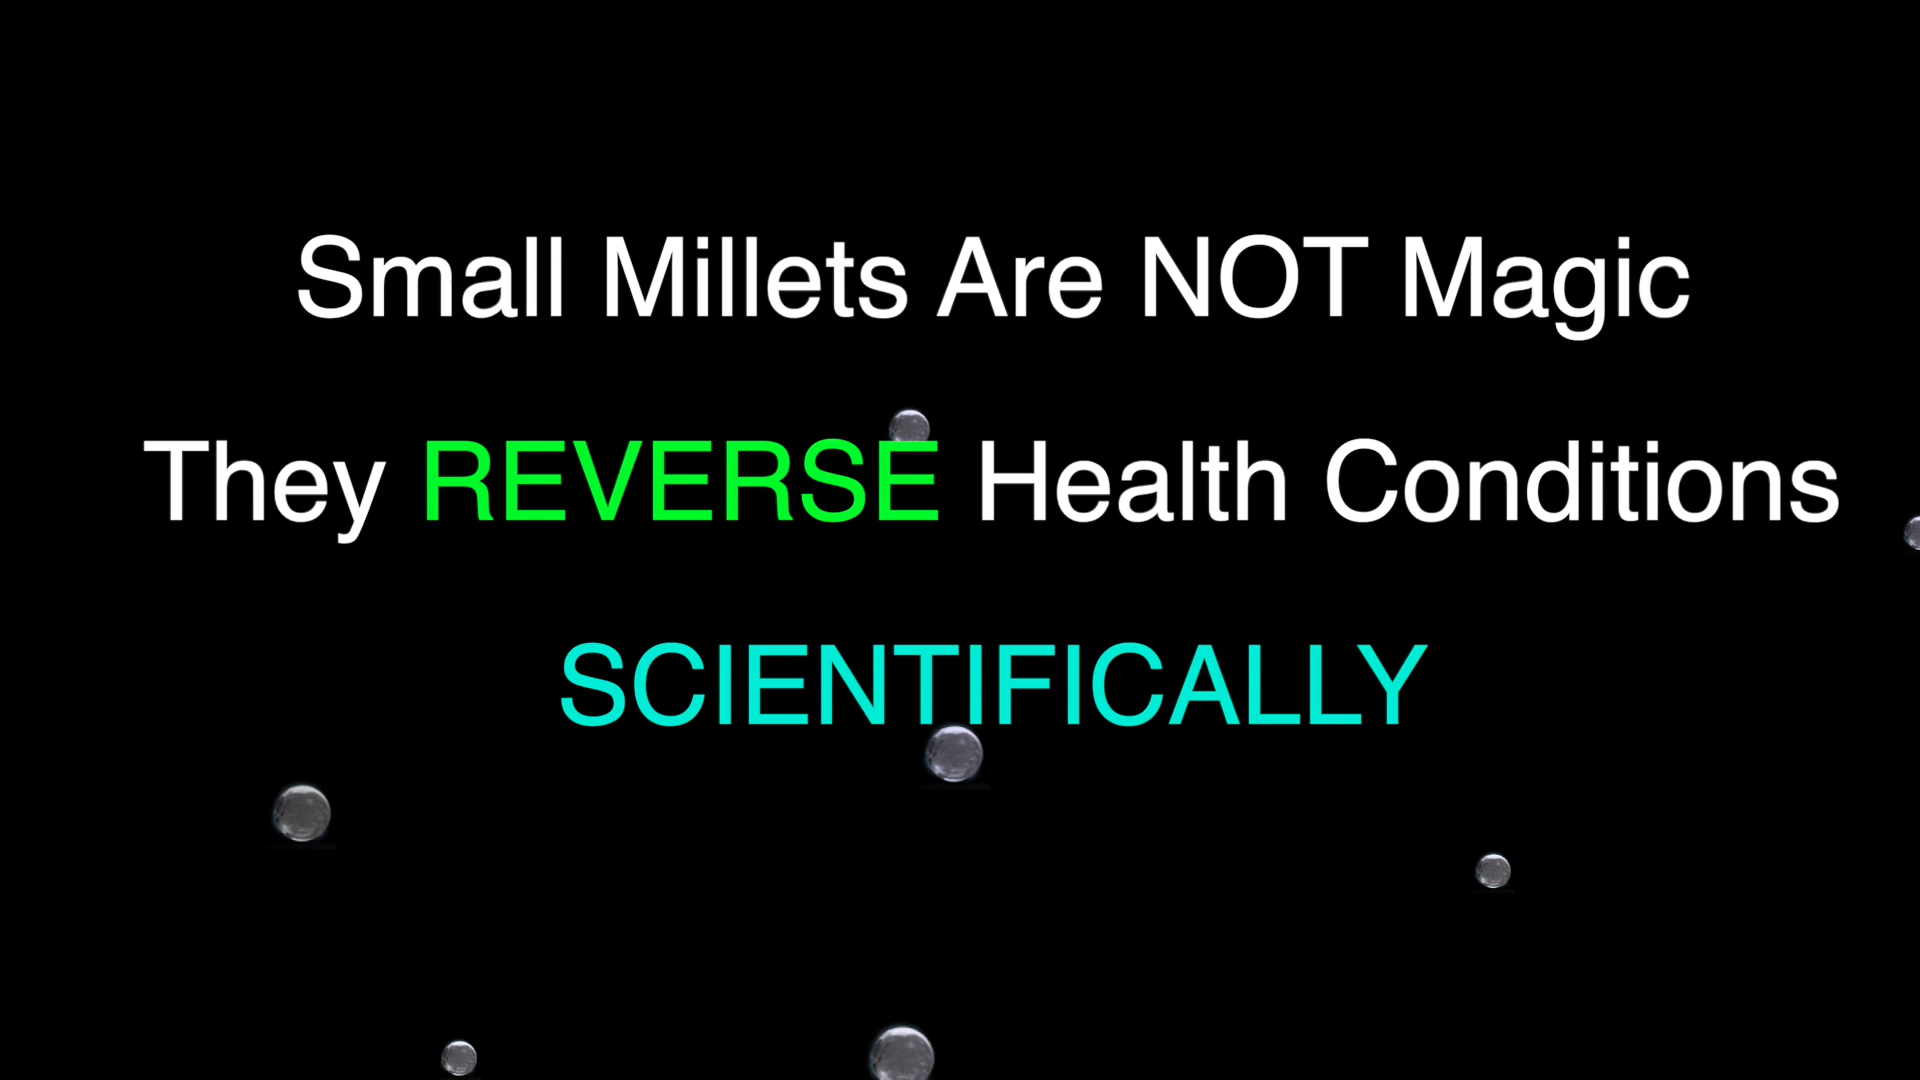 Small Millets Are NOT Magic
They REVERSE Health Conditions
SCIENTIFICALLY